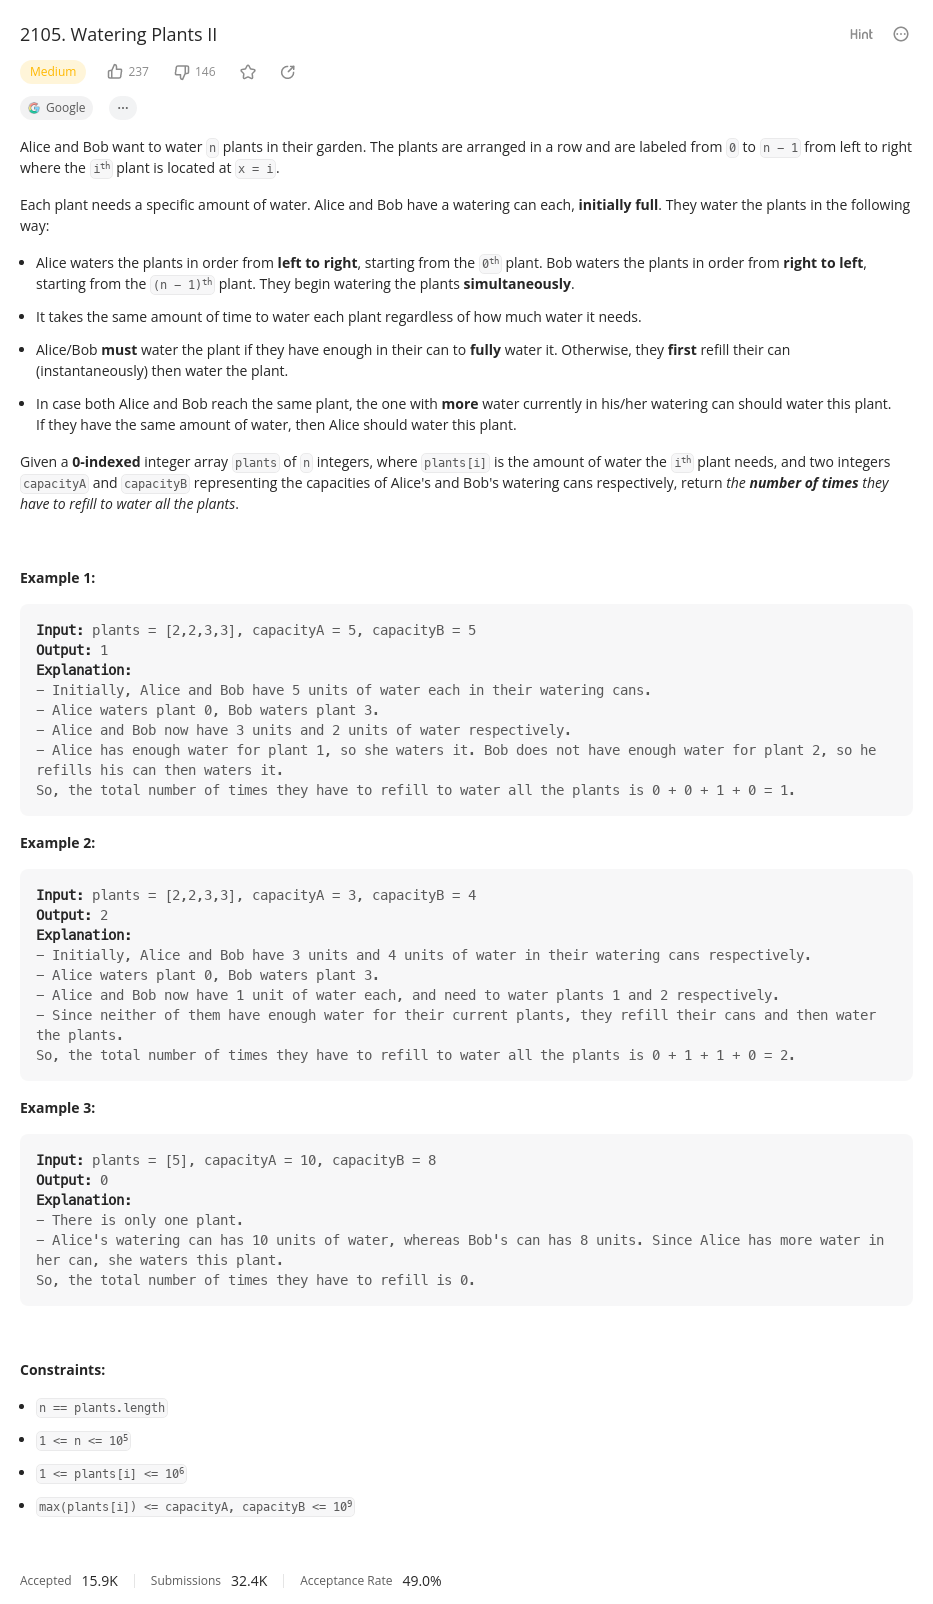 2105. Watering Plants II
Hint
Medium
237
146
Google
Alice and Bob want to water n plants in their garden. The plants are arranged in a row and are labeled from 0 to n - 1 from left to right
where the iᵗʰ plant is located at x = i.
Each plant needs a specific amount of water. Alice and Bob have a watering can each, initially full. They water the plants in the following
way:
• Alice waters the plants in order from left to right, starting from the 0ᵗʰ plant. Bob waters the plants in order from right to left,
starting from the (n - 1)ᵗʰ plant. They begin watering the plants simultaneously.
• It takes the same amount of time to water each plant regardless of how much water it needs.
• Alice/Bob must water the plant if they have enough in their can to fully water it. Otherwise, they first refill their can
(instantaneously) then water the plant.
• In case both Alice and Bob reach the same plant, the one with more water currently in his/her watering can should water this plant.
If they have the same amount of water, then Alice should water this plant.
Given a 0-indexed integer array plants of n integers, where plants[i] is the amount of water the iᵗʰ plant needs, and two integers
capacityA and capacityB representing the capacities of Alice's and Bob's watering cans respectively, return the number of times they
have to refill to water all the plants.
Example 1:
Input: plants = [2,2,3,3], capacityA = 5, capacityB = 5
Output: 1
Explanation:
- Initially, Alice and Bob have 5 units of water each in their watering cans.
- Alice waters plant 0, Bob waters plant 3.
- Alice and Bob now have 3 units and 2 units of water respectively.
- Alice has enough water for plant 1, so she waters it. Bob does not have enough water for plant 2, so he
refills his can then waters it.
So, the total number of times they have to refill to water all the plants is 0 + 0 + 1 + 0 = 1.
Example 2:
Input: plants = [2,2,3,3], capacityA = 3, capacityB = 4
Output: 2
Explanation:
- Initially, Alice and Bob have 3 units and 4 units of water in their watering cans respectively.
- Alice waters plant 0, Bob waters plant 3.
- Alice and Bob now have 1 unit of water each, and need to water plants 1 and 2 respectively.
- Since neither of them have enough water for their current plants, they refill their cans and then water
the plants.
So, the total number of times they have to refill to water all the plants is 0 + 1 + 1 + 0 = 2.
Example 3:
Input: plants = [5], capacityA = 10, capacityB = 8
Output: 0
Explanation:
- There is only one plant.
- Alice's watering can has 10 units of water, whereas Bob's can has 8 units. Since Alice has more water in
her can, she waters this plant.
So, the total number of times they have to refill is 0.
Constraints:
• n == plants.length
• 1 <= n <= 10⁵
• 1 <= plants[i] <= 10⁶
• max(plants[i]) <= capacityA, capacityB <= 10⁹
Accepted 15.9K Submissions 32.4K Acceptance Rate 49.0%